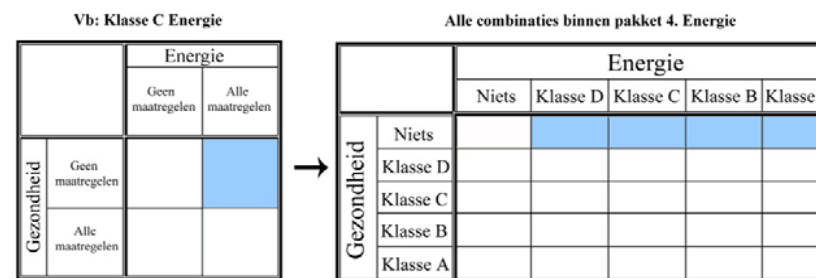 Vb: Klasse C Energie
Energie
Geen
maatregelen
Alle
maatregelen
Gezondheid
Geen
maatregelen
Alle
maatregelen
Alle combinaties binnen pakket 4. Energie
Energie
Niets Klasse D Klasse C Klasse B Klasse
Gezondheid
Niets
Klasse D
Klasse C
Klasse B
Klasse A